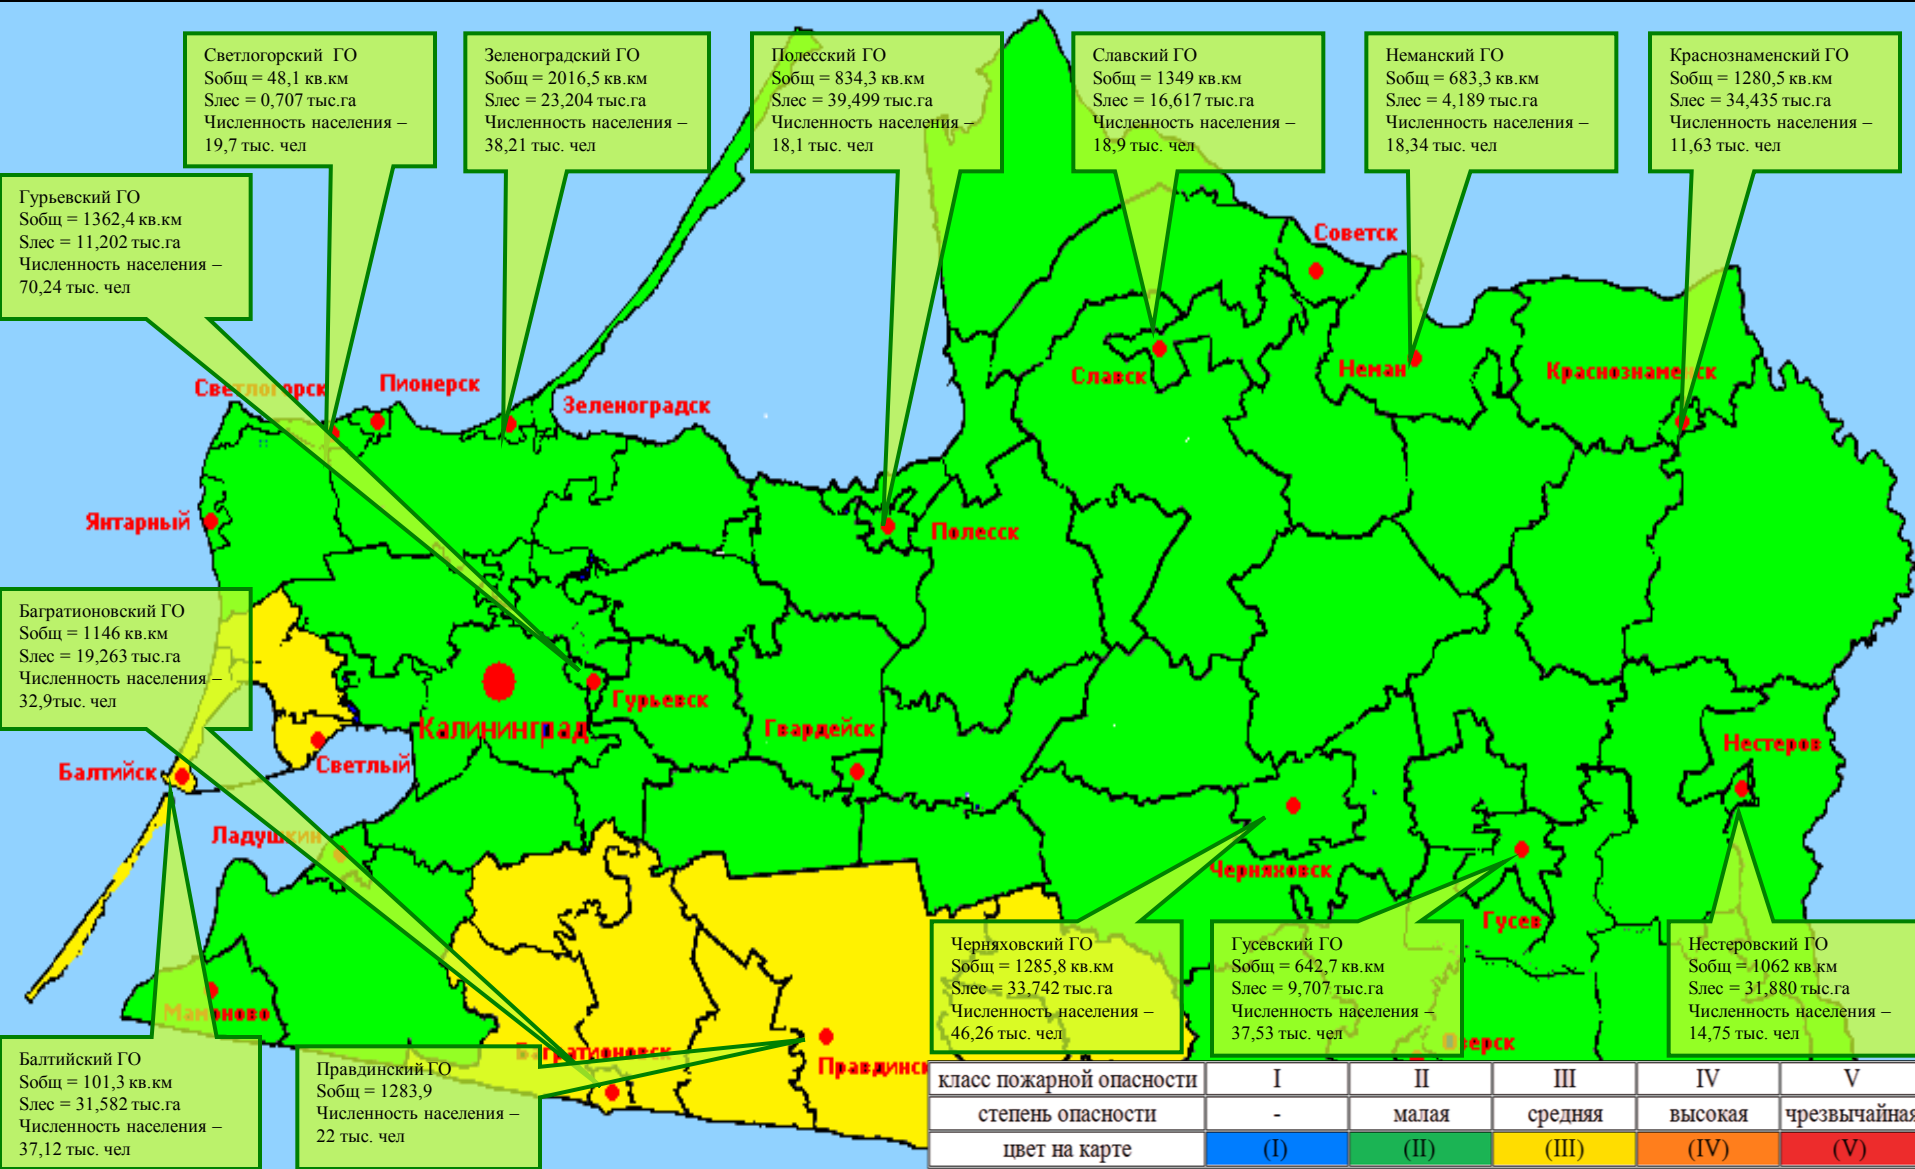 Светлогорский ГО
Sобщ = 48,1 кв.км
Sлес = 0,707 тыс.га
Численность населения –
19,7 тыс. чел
Зеленоградский ГО
Sобщ = 2016,5 кв.км
Sлес = 23,204 тыс.га
Численность населения –
38,21 тыс. чел
Полесский ГО
Sобщ = 834,3 кв.км
Sлес = 39,499 тыс.га
Численность населения –
18,1 тыс. чел
Славский ГО
Sобщ = 1349 кв.км
Sлес = 16,617 тыс.га
Численность населения –
18,9 тыс. чел
Неманский ГО
Sобщ = 683,3 кв.км
Sлес = 4,189 тыс.га
Численность населения –
18,34 тыс. чел
Краснознаменский ГО
Sобщ = 1280,5 кв.км
Sлес = 34,435 тыс.га
Численность населения –
11,63 тыс. чел
Гурьевский ГО
Sобщ = 1362,4 кв.км
Sлес = 11,202 тыс.га
Численность населения –
70,24 тыс. чел
Советск
Светлогорск
Пионерск
Зеленоградск
Славск
Неман
Краснознаменск
Янтарный
Полесск
Багратионовский ГО
Sобщ = 1146 кв.км
Sлес = 19,263 тыс.га
Численность населения –
32,9тыс. чел
Калининград
Гурьевск
Гвардейск
Нестеров
Балтийск
Светлый
Ладушкин
Черняховск
Гусев
Мамоново
Багратионовск
Правдинск
Черняховский ГО
Sобщ = 1285,8 кв.км
Sлес = 33,742 тыс.га
Численность населения –
46,26 тыс. чел
Гусевский ГО
Sобщ = 642,7 кв.км
Sлес = 9,707 тыс.га
Численность населения –
37,53 тыс. чел
Нестеровский ГО
Sобщ = 1062 кв.км
Sлес = 31,880 тыс.га
Численность населения –
14,75 тыс. чел
Балтийский ГО
Sобщ = 101,3 кв.км
Sлес = 31,582 тыс.га
Численность населения –
37,12 тыс. чел
Правдинский ГО
Sобщ = 1283,9
Численность населения –
22 тыс. чел
класс пожарной опасности I II III IV V
степень опасности - малая средняя высокая чрезвычайная
цвет на карте (I) (II) (III) (IV) (V)